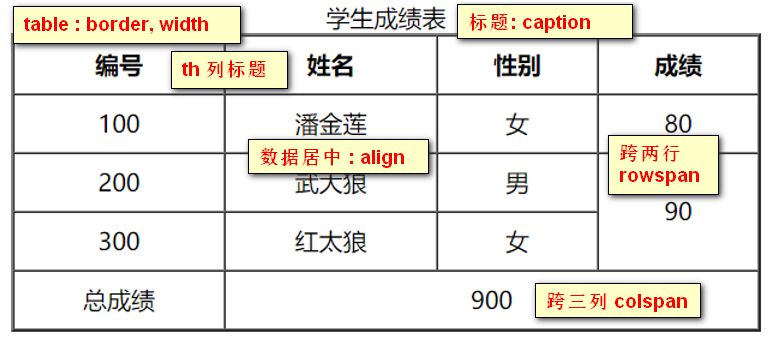 学生成绩表
table : border, width
标题: caption
编号 姓名 性别 成绩
th 列标题
100 潘金莲 女 80
数据居中 : align
跨两行
rowspan
200 武大狼 男 90
300 红太狼 女
总成绩 900
跨三列 colspan